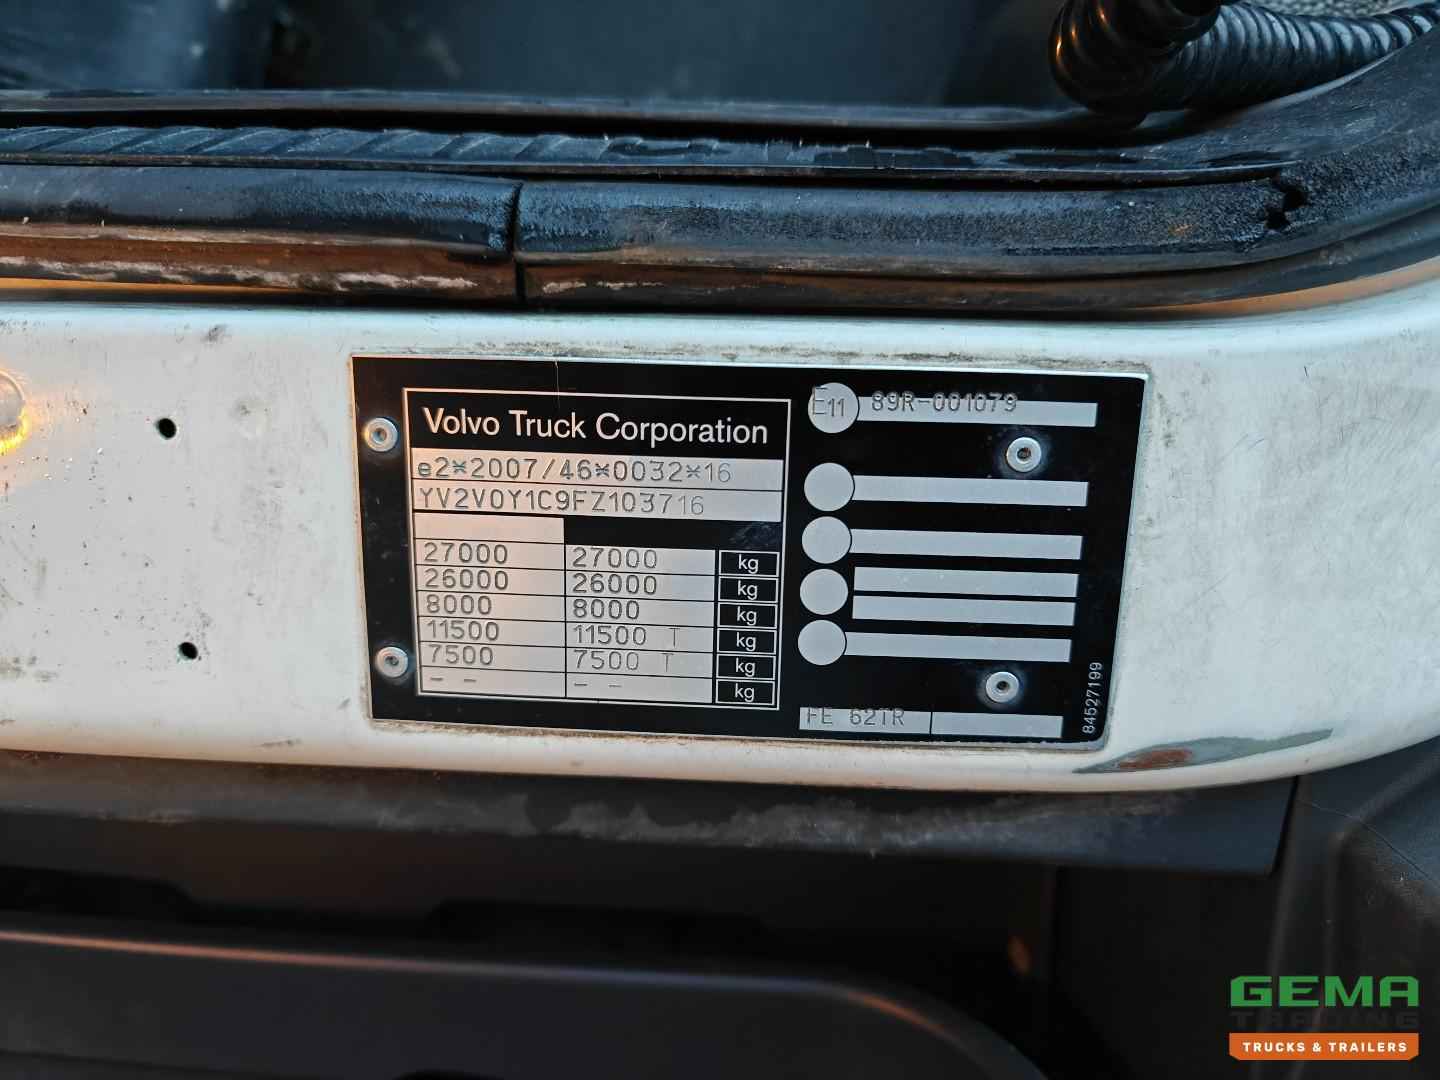 Volvo Truck Corporation
e2*2007/46*0032*16
YV2V0Y1C9FZ103716
27000 27000 kg
26000 26000 kg
8000 8000 kg
11500 11500 T kg
7500 7500 T kg
- - - - kg
E11 89R-001079
FE 62TR
84527199
GEMA
TRADING
TRUCKS & TRAILERS